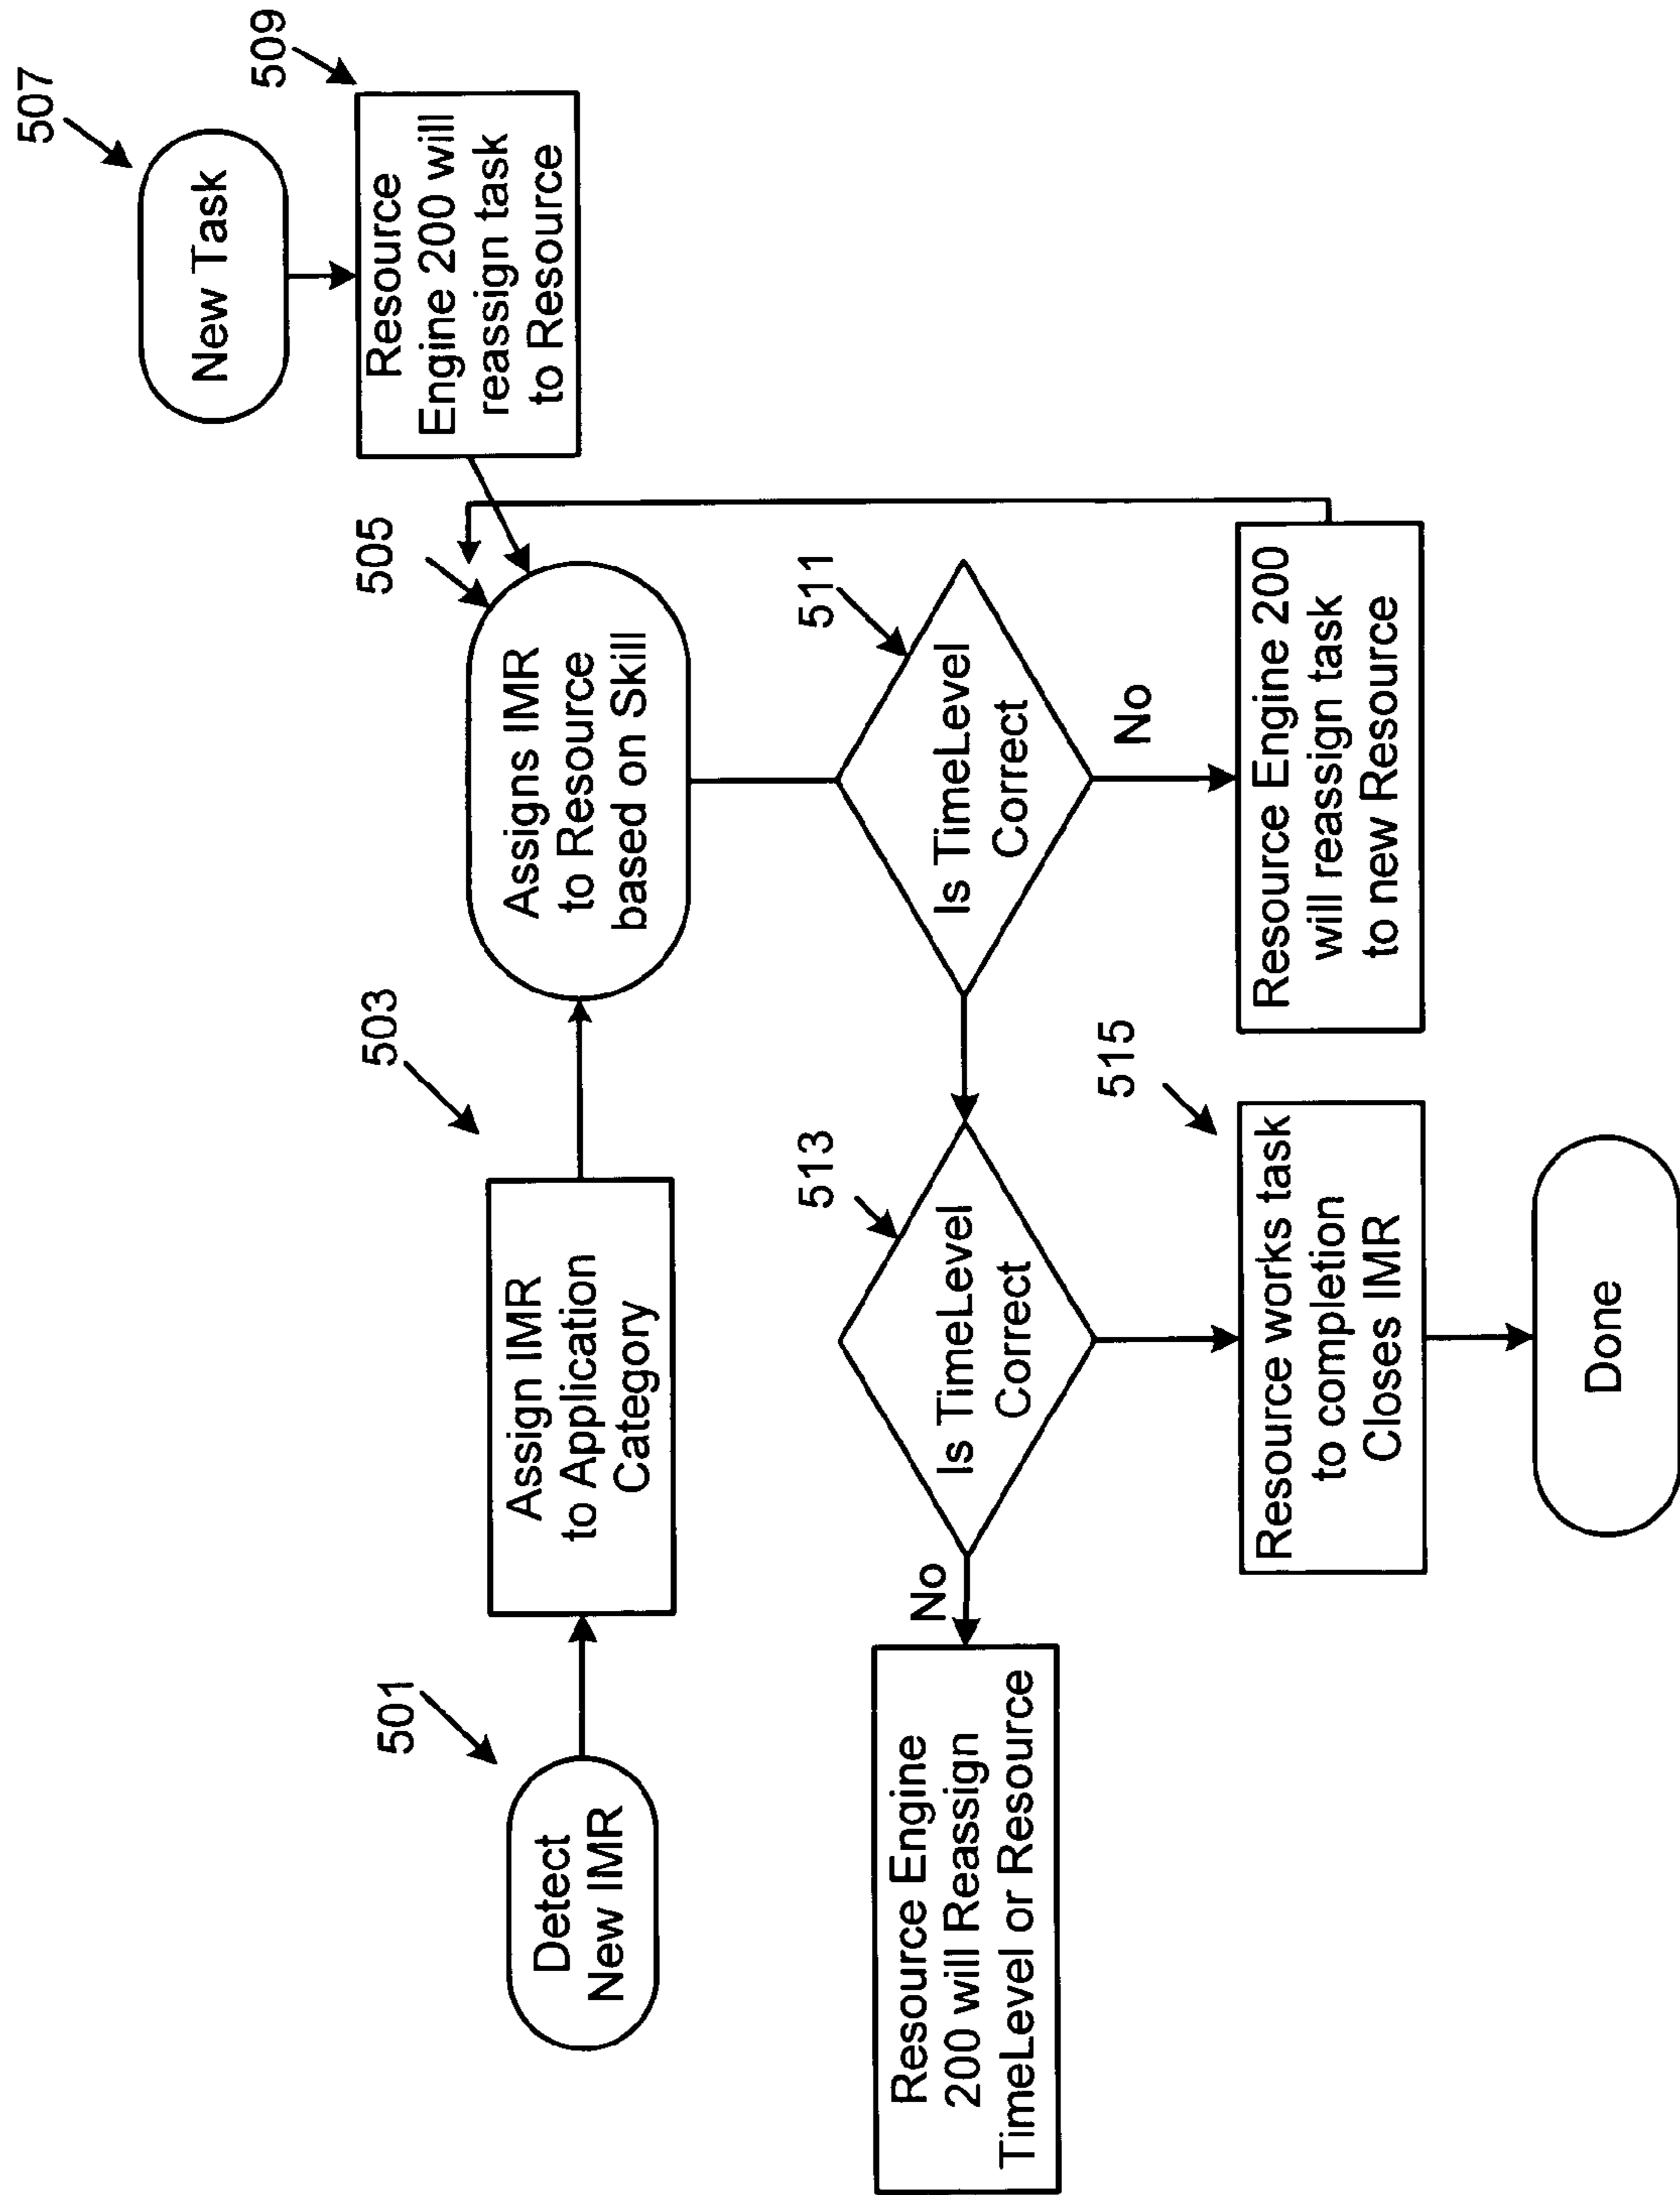 507
New Task
509
Resource
Engine 200 will
reassign task
to Resource
501
Detect
New IMR
503
Assign IMR
to Application
Category
505
Assigns IMR
to Resource
based on Skill
511
Is TimeLevel
Correct
No
Resource Engine 200
will reassign task
to new Resource
513
Is TimeLevel
Correct
No
Resource Engine
200 will Reassign
TimeLevel or Resource
515
Resource works task
to completion
Closes IMR
Done